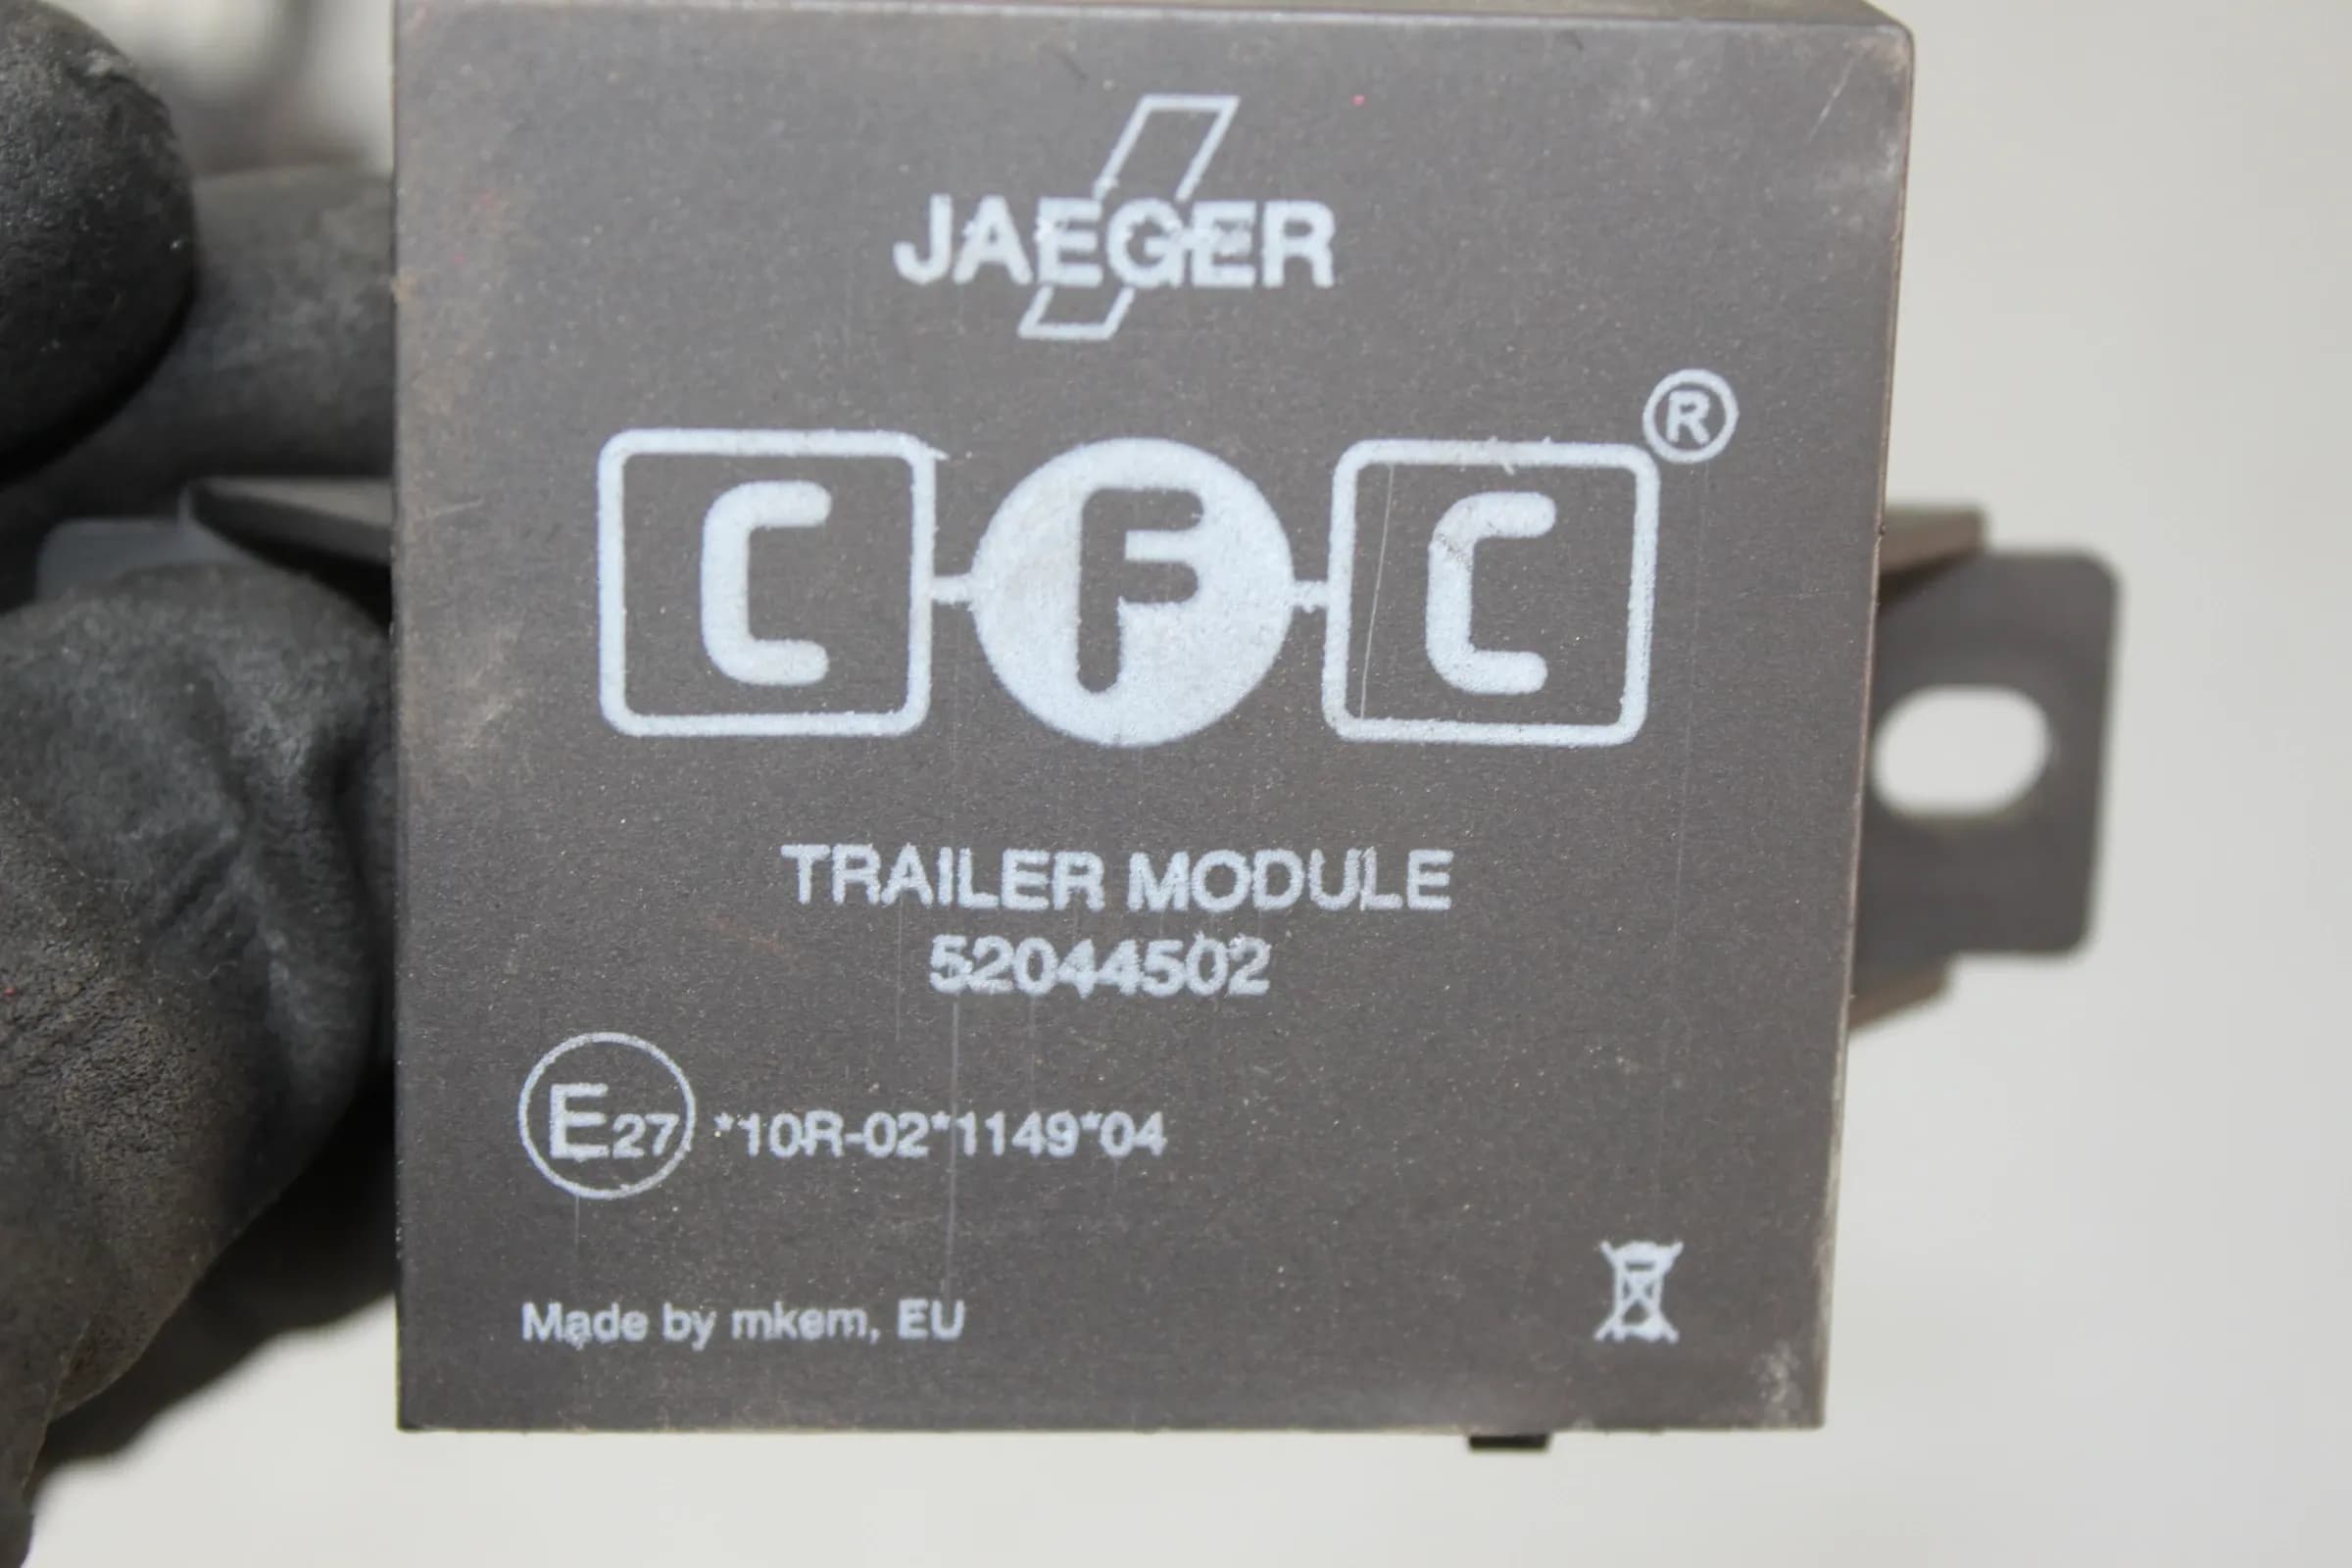 JAEGER
CFC®
TRAILER MODULE
52044502
E27 *10R-02*1149*04
Made by mkem, EU